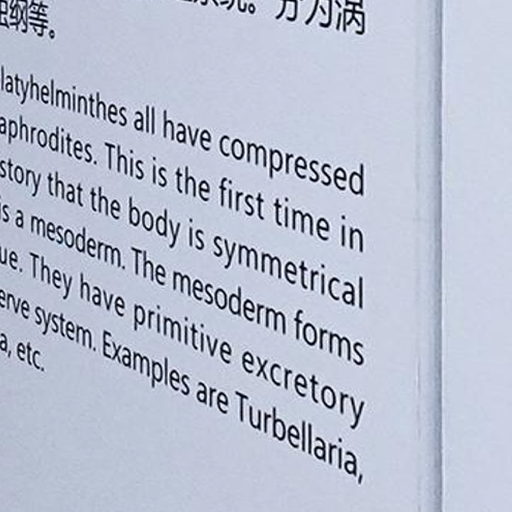 分为涡
纲等。
latyhelminthes all have compressed
aphrodites. This is the first time in
story that the body is symmetrical
is a mesoderm. The mesoderm forms
ue. They have primitive excretory
erve system. Examples are Turbellaria,
a, etc.